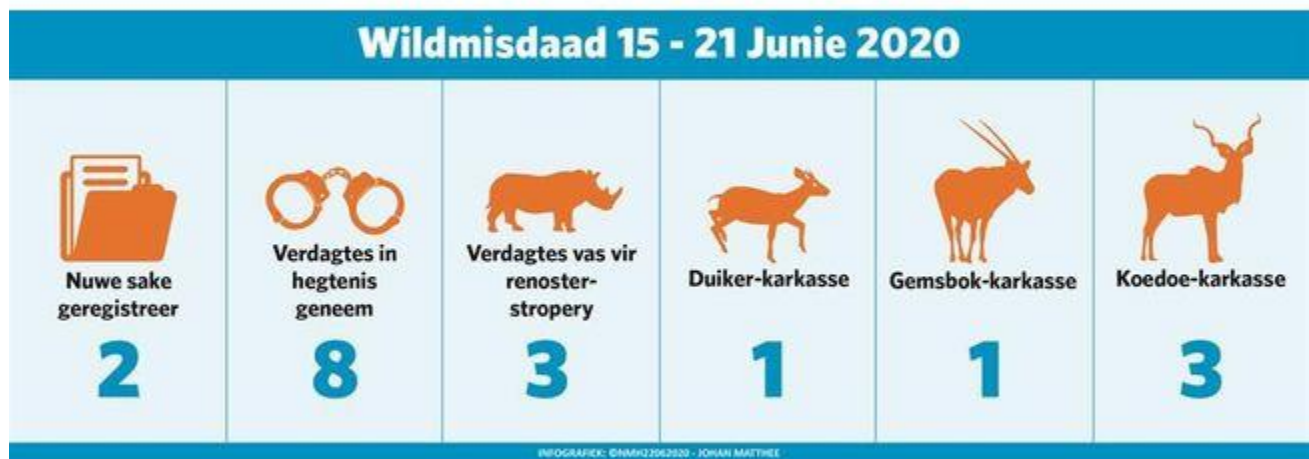 Wildmisdaad 15 - 21 Junie 2020
Nuwe sake
geregistreer
2
Verdagtes in
hegtenis
geneem
8
Verdagtes vas vir
renoster-
stropery
3
Duiker-karkasse
1
Gemsbok-karkasse
1
Koedoe-karkasse
3
INFOGRAFIEK: ©NMH22062020 - JOHAN MATTHEE